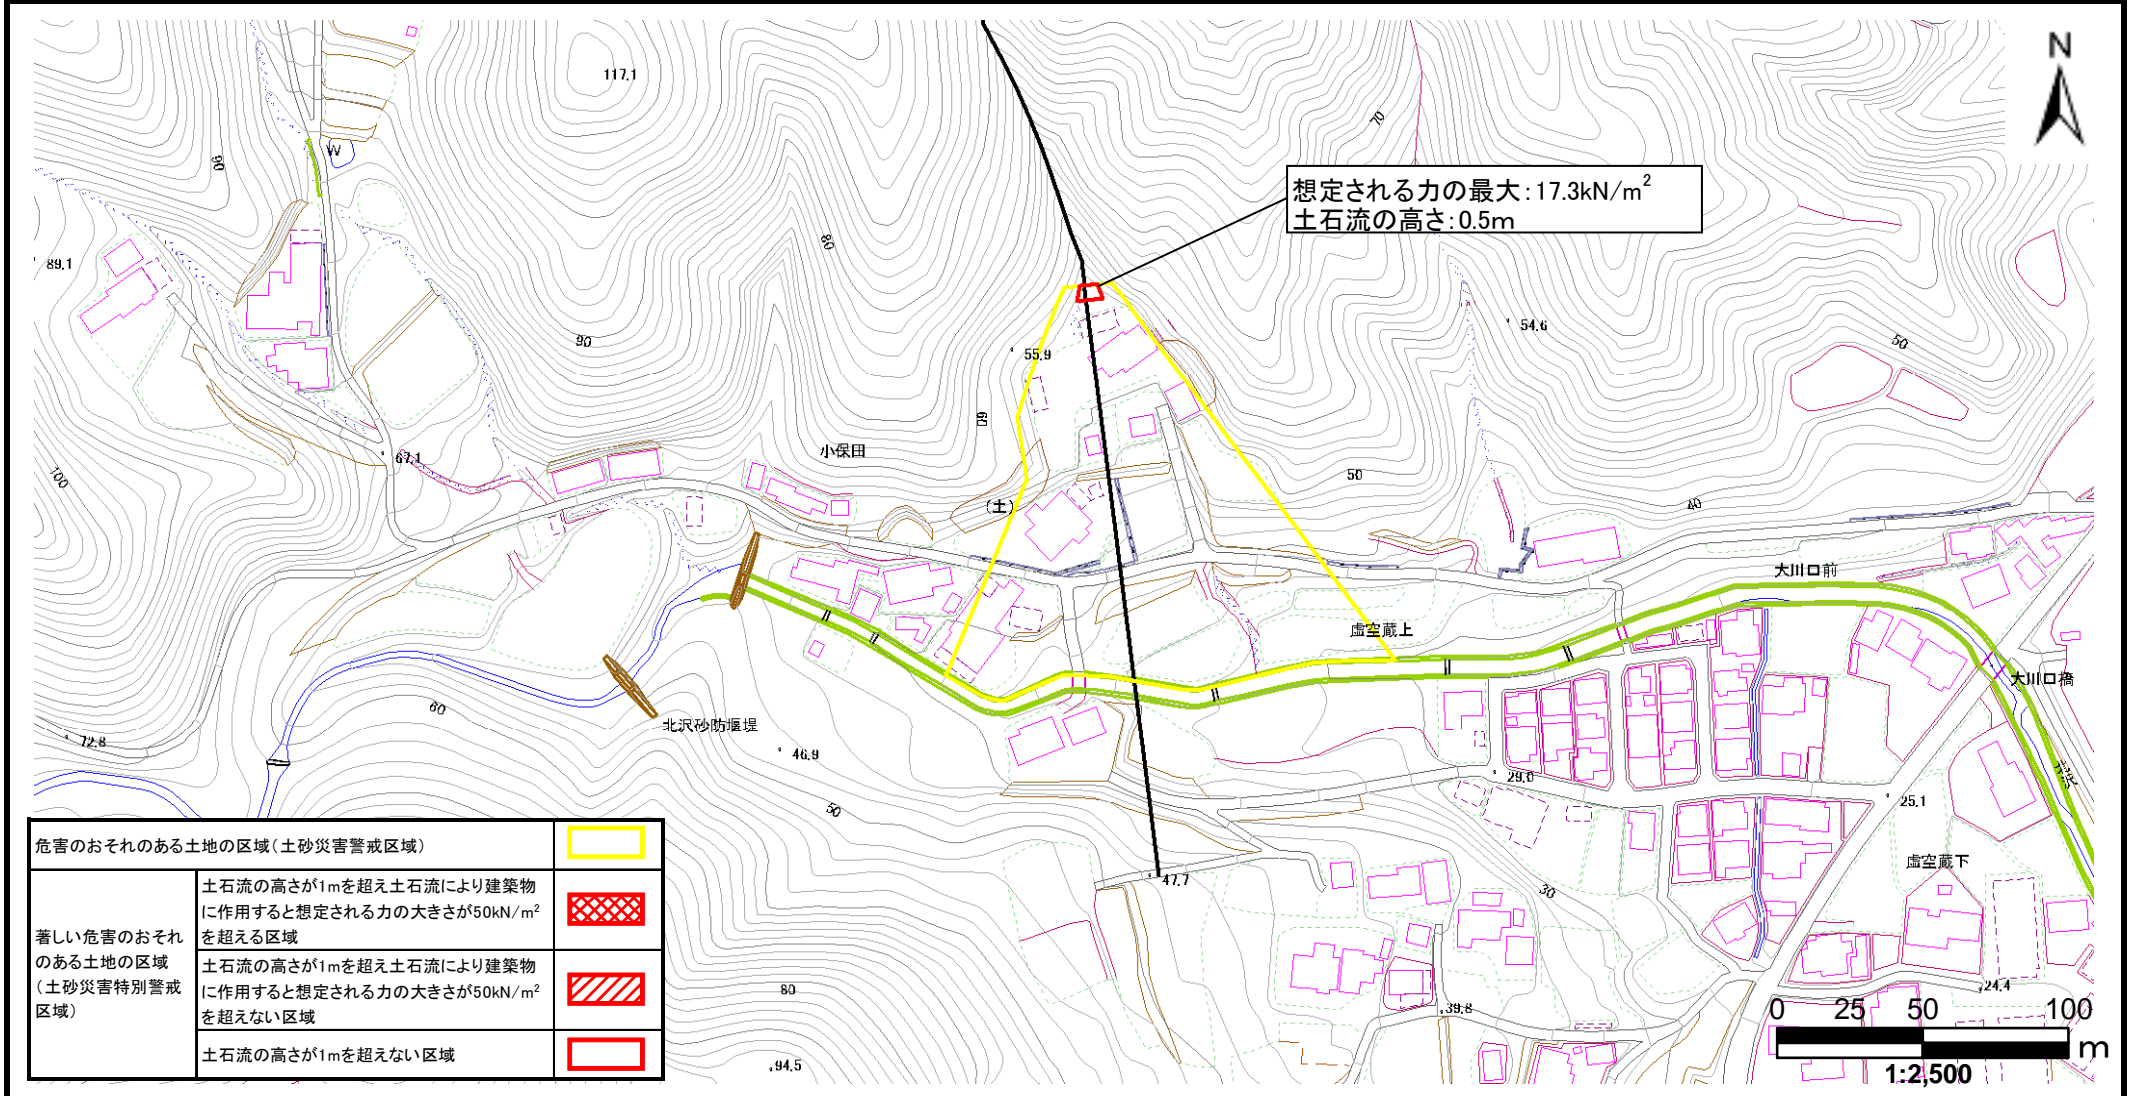 N
117.1
W
90
70
80
想定される力の最大：17.3kN/m²
土石流の高さ：0.5m
89.1
54.6
50
90
55.9
60
小保田
67.1
100
50
40
(土)
大川口前
虚空蔵上
大川口橋
60
北沢砂防堰堤
72.8
46.9
29.0
25.1
50
虚空蔵下
47.7
30
危害のおそれのある土地の区域（土砂災害警戒区域）
著しい危害のおそれ
のある土地の区域
（土砂災害特別警戒
区域）
土石流の高さが1mを超え土石流により建築物
に作用すると想定される力の大きさが50kN/m²
を超える区域
土石流の高さが1mを超え土石流により建築物
に作用すると想定される力の大きさが50kN/m²
を超えない区域
土石流の高さが1mを超えない区域
80
94.5
39.8
24.4
0 25 50 100
m
1:2,500